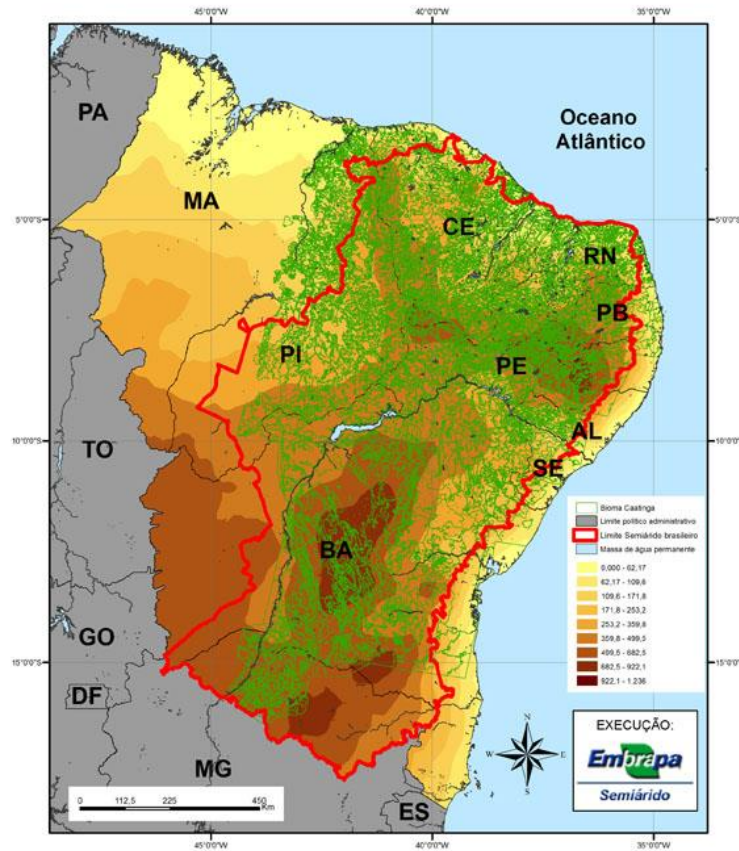 45°0'0"W
40°0'0"W
35°0'0"W
PA
Oceano
Atlântico
MA
5°0'0"S
CE
5°0'0"S
RN
PB
PI
PE
TO
10°0'0"S
AL
10°0'0"S
SE
BA
Bioma Caatinga
Limite político administrativo
Limite Semiárido brasileiro
Massa de água permanente
0,000 - 62,17
62,17 - 109,6
109,6 - 171,8
171,8 - 253,2
253,2 - 359,8
359,8 - 499,5
499,5 - 682,5
682,5 - 922,1
922,1 - 1.236
GO
15°0'0"S
15°0'0"S
DF
N
W
E
S
EXECUÇÃO:
Embrapa
Semiárido
MG
ES
0 112,5 225 450
Km
45°0'0"W
40°0'0"W
35°0'0"W